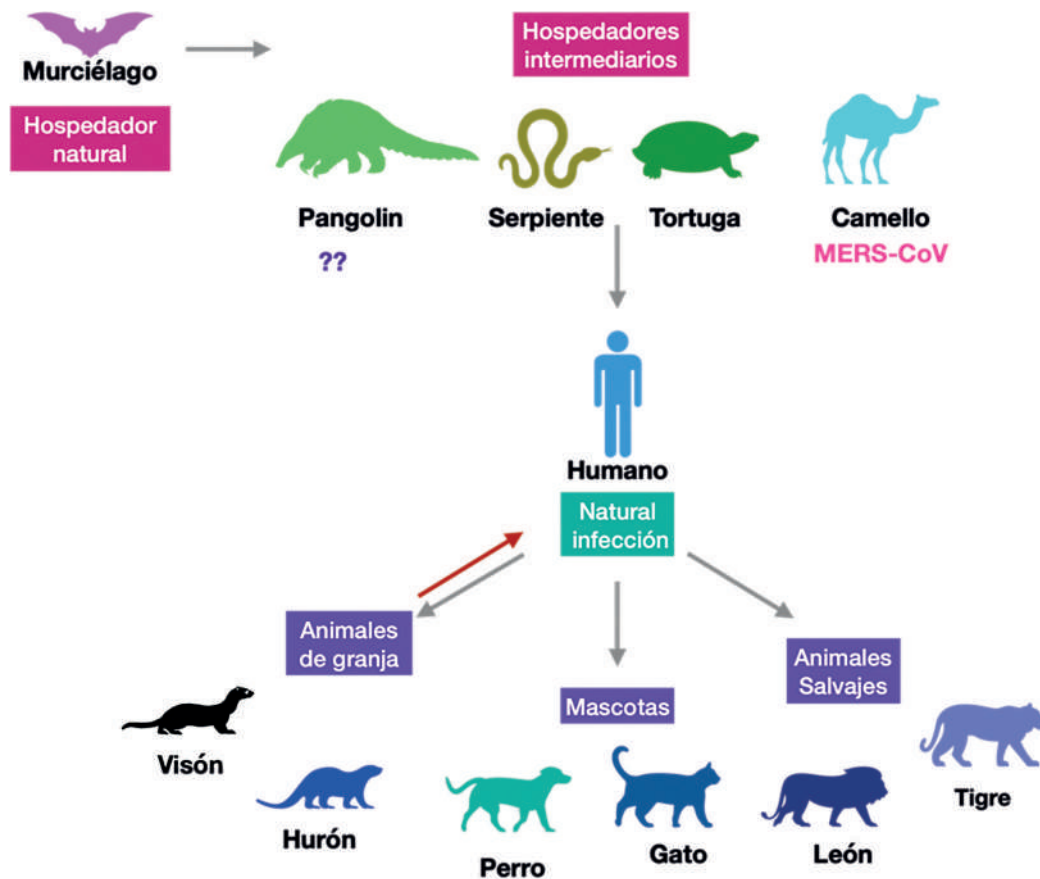 Murciélago
Hospedador
natural
Hospedadores
intermediarios
Pangolin
??
Serpiente
Tortuga
Camello
MERS-CoV
Humano
Natural
infección
Animales
de granja
Mascotas
Animales
Salvajes
Visón
Hurón
Perro
Gato
León
Tigre